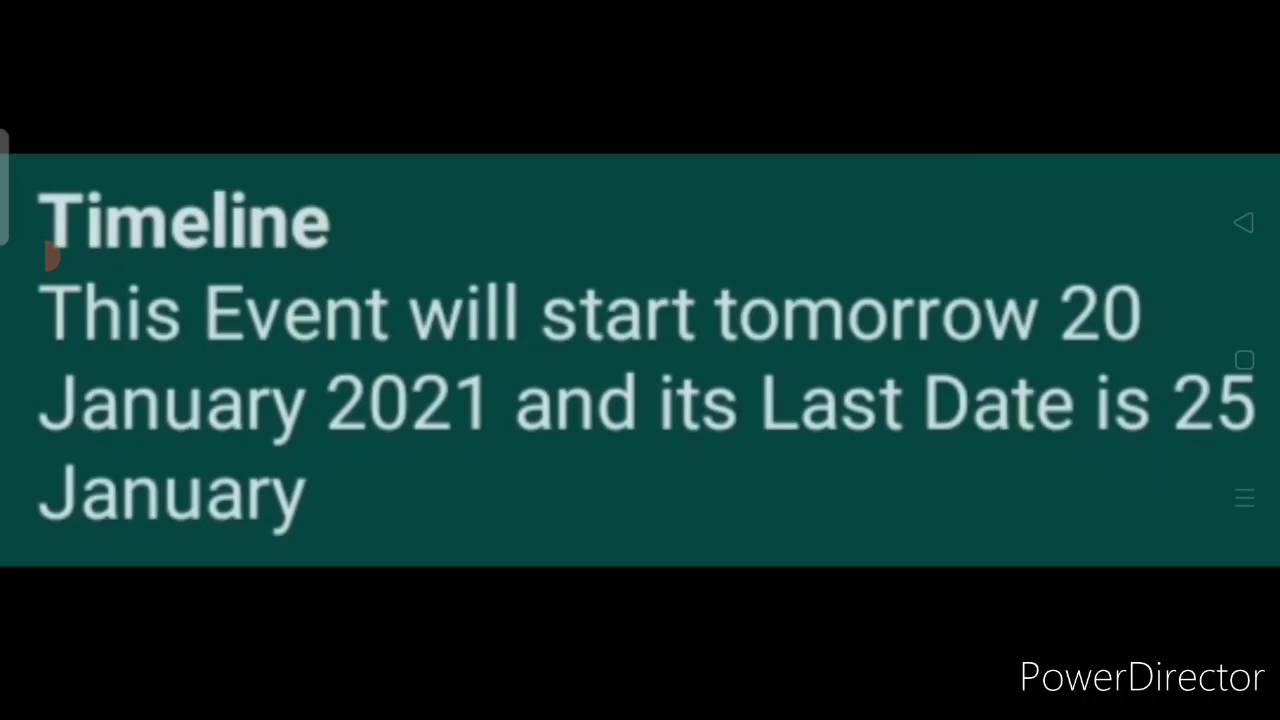 Timeline
This Event will start tomorrow 20
January 2021 and its Last Date is 25
January
PowerDirector